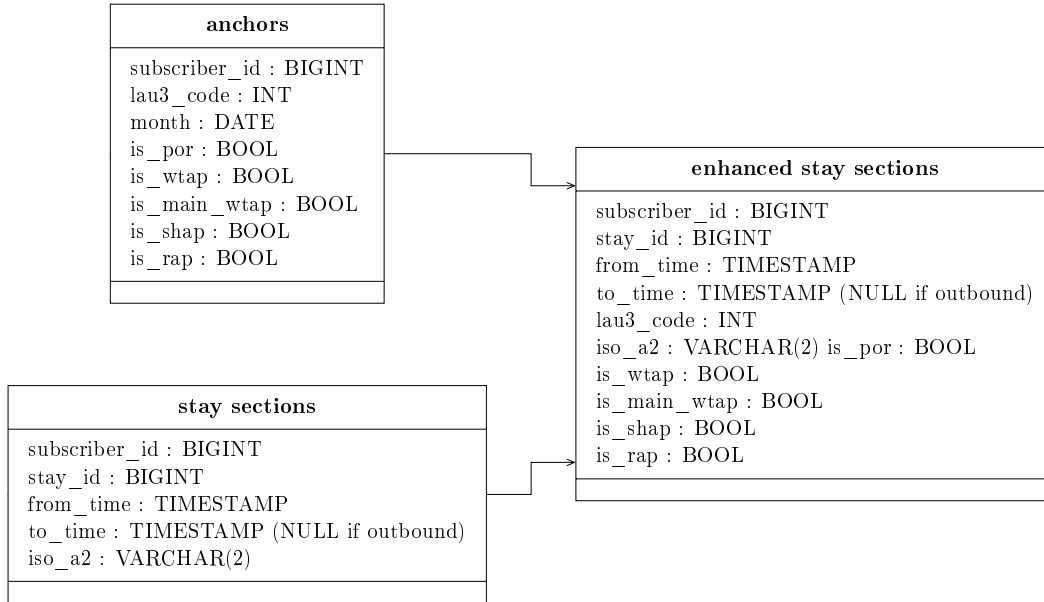 anchors
subscriber_id : BIGINT
lau3_code : INT
month : DATE
is_por : BOOL
is_wtap : BOOL
is_main_wtap : BOOL
is_shap : BOOL
is_rap : BOOL
enhanced stay sections
subscriber_id : BIGINT
stay_id : BIGINT
from_time : TIMESTAMP
to_time : TIMESTAMP (NULL if outbound)
lau3_code : INT
iso_a2 : VARCHAR(2) is_por : BOOL
is_wtap : BOOL
is_main_wtap : BOOL
is_shap : BOOL
is_rap : BOOL
stay sections
subscriber_id : BIGINT
stay_id : BIGINT
from_time : TIMESTAMP
to_time : TIMESTAMP (NULL if outbound)
iso_a2 : VARCHAR(2)